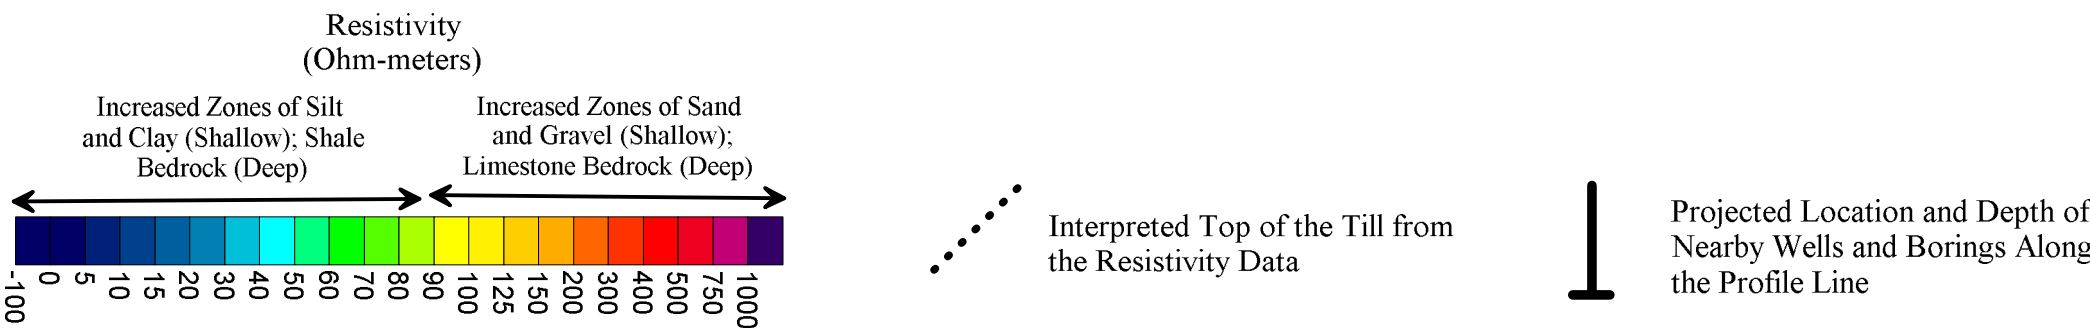 Resistivity
(Ohm-meters)
Increased Zones of Silt
and Clay (Shallow); Shale
Bedrock (Deep)
Increased Zones of Sand
and Gravel (Shallow);
Limestone Bedrock (Deep)
-100 0 5 10 15 20 30 40 50 60 70 80 90 100 125 150 200 300 400 500 750 1000
Interpreted Top of the Till from
the Resistivity Data
Projected Location and Depth of
Nearby Wells and Borings Along
the Profile Line